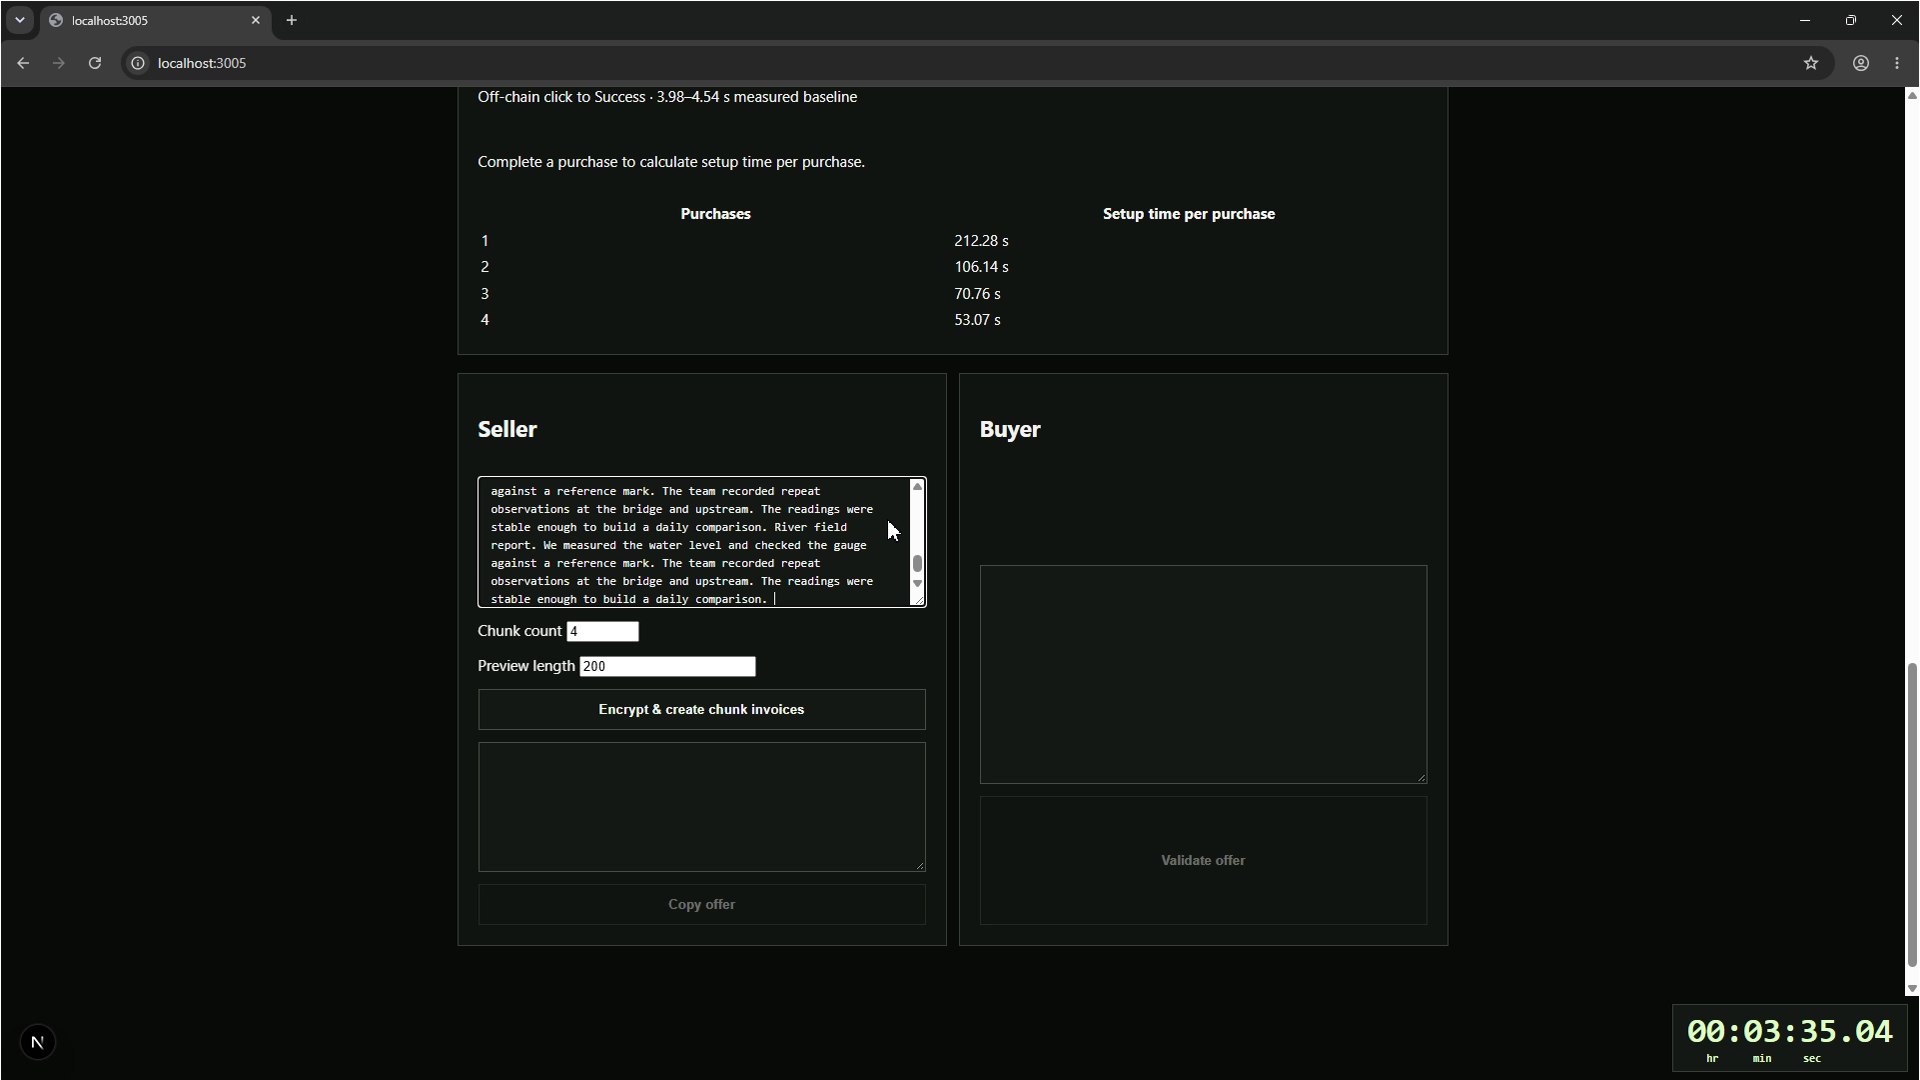 localhost:3005
localhost:3005
Off-chain click to Success · 3.98–4.54 s measured baseline
Complete a purchase to calculate setup time per purchase.
Purchases Setup time per purchase
1 212.28 s
2 106.14 s
3 70.76 s
4 53.07 s
Seller
against a reference mark. The team recorded repeat
observations at the bridge and upstream. The readings were
stable enough to build a daily comparison. River field
report. We measured the water level and checked the gauge
against a reference mark. The team recorded repeat
observations at the bridge and upstream. The readings were
stable enough to build a daily comparison.
Chunk count 4
Preview length 200
Encrypt & create chunk invoices
Copy offer
Buyer
Validate offer
N
00:03:35.04
hr min sec